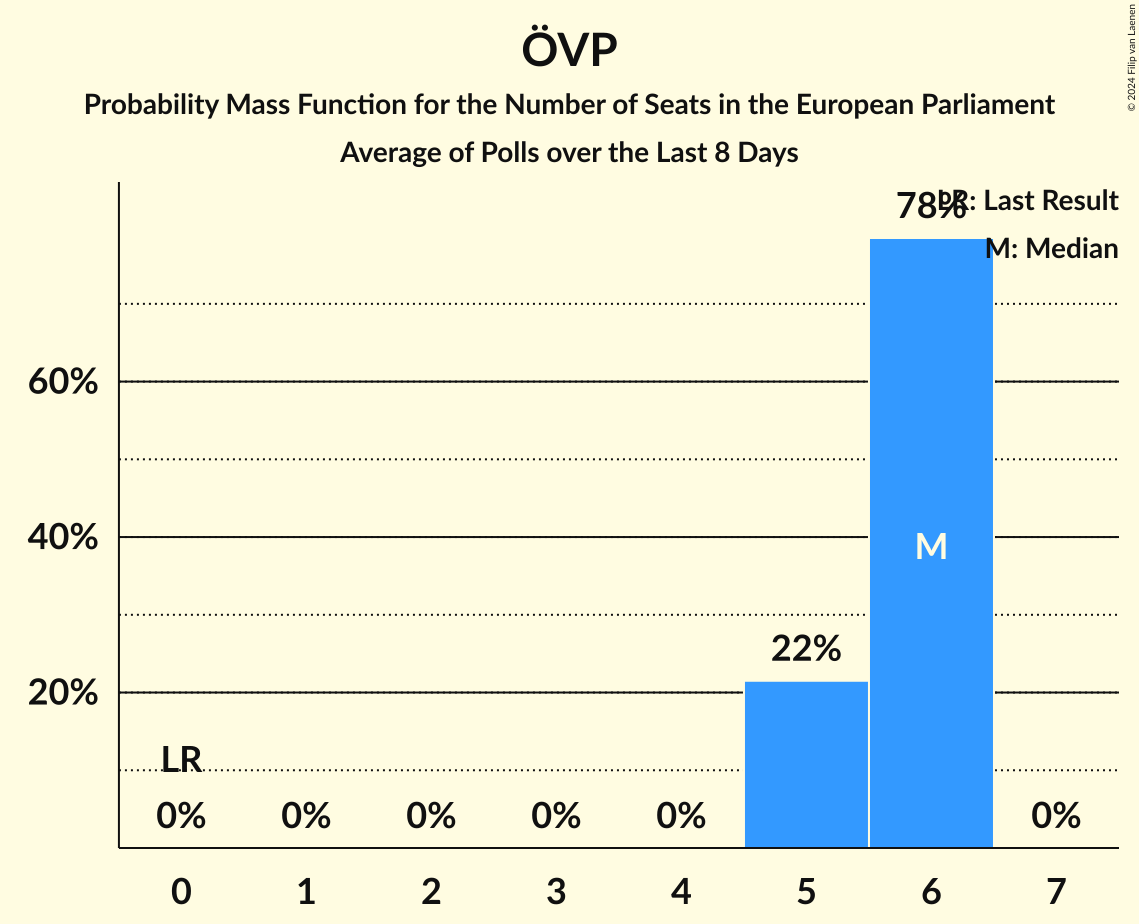 ÖVP
Probability Mass Function for the Number of Seats in the European Parliament
Average of Polls over the Last 8 Days
© 2024 Filip van Laenen
78%
LR: Last Result
M: Median
60%
40%
M
22%
20%
LR
0% 0% 0% 0% 0% 0%
0 1 2 3 4 5 6 7